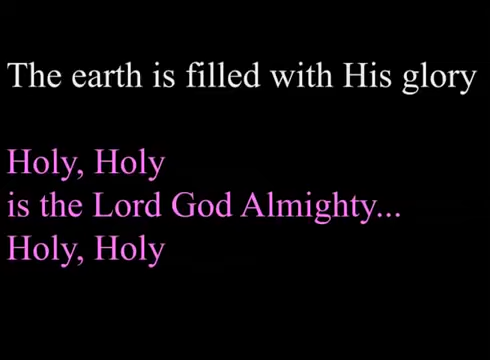 The earth is filled with His glory
Holy, Holy
is the Lord God Almighty...
Holy, Holy